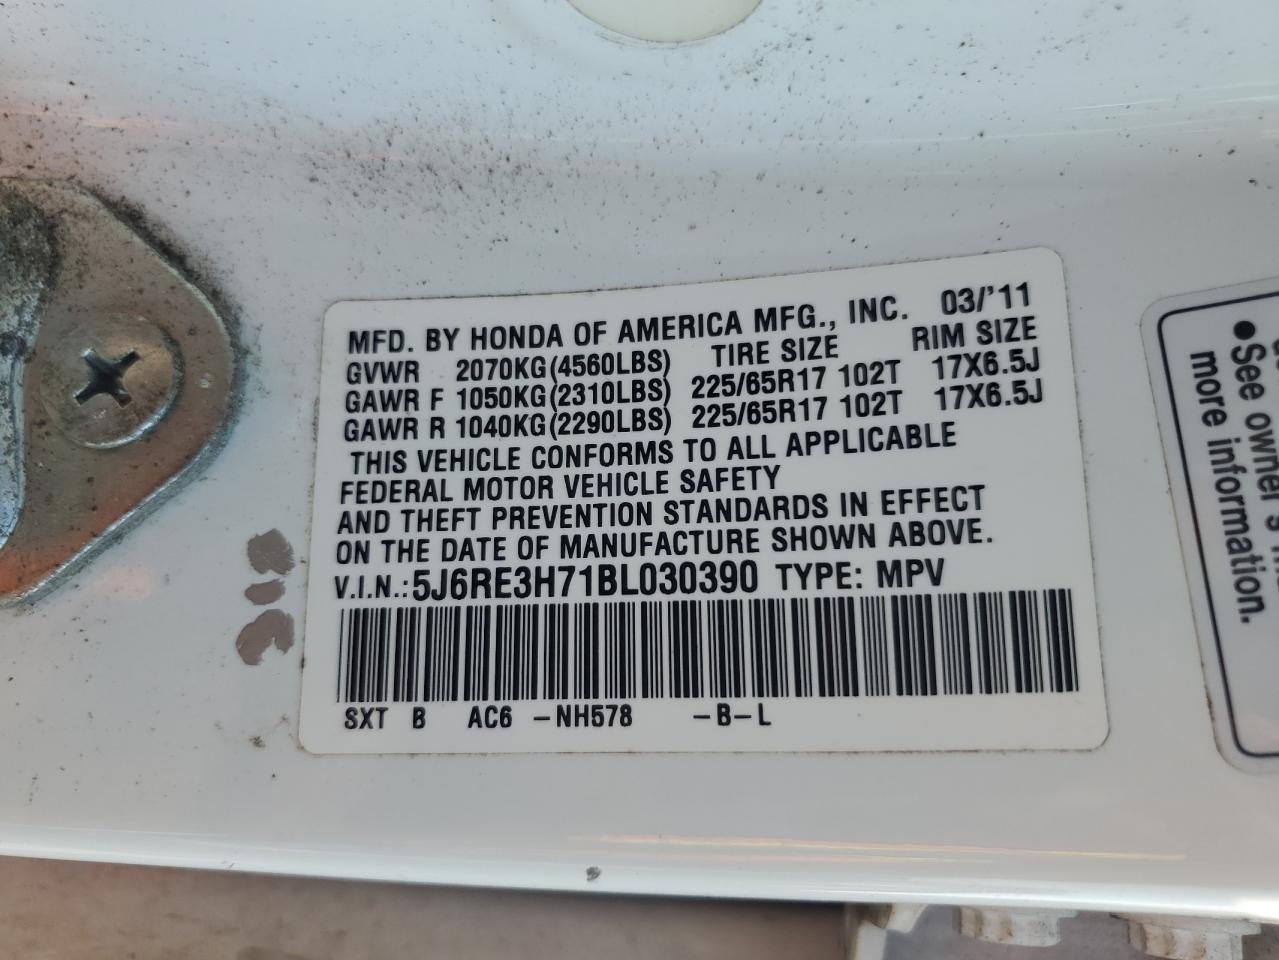 MFD. BY HONDA OF AMERICA MFG., INC. 03/'11
GVWR 2070KG(4560LBS) TIRE SIZE RIM SIZE
GAWR F 1050KG(2310LBS) 225/65R17 102T 17X6.5J
GAWR R 1040KG(2290LBS) 225/65R17 102T 17X6.5J
THIS VEHICLE CONFORMS TO ALL APPLICABLE
FEDERAL MOTOR VEHICLE SAFETY
AND THEFT PREVENTION STANDARDS IN EFFECT
ON THE DATE OF MANUFACTURE SHOWN ABOVE.
V.I.N.:5J6RE3H71BL030390 TYPE: MPV
SXT B AC6 -NH578 -B-L
● See owner's
more information.